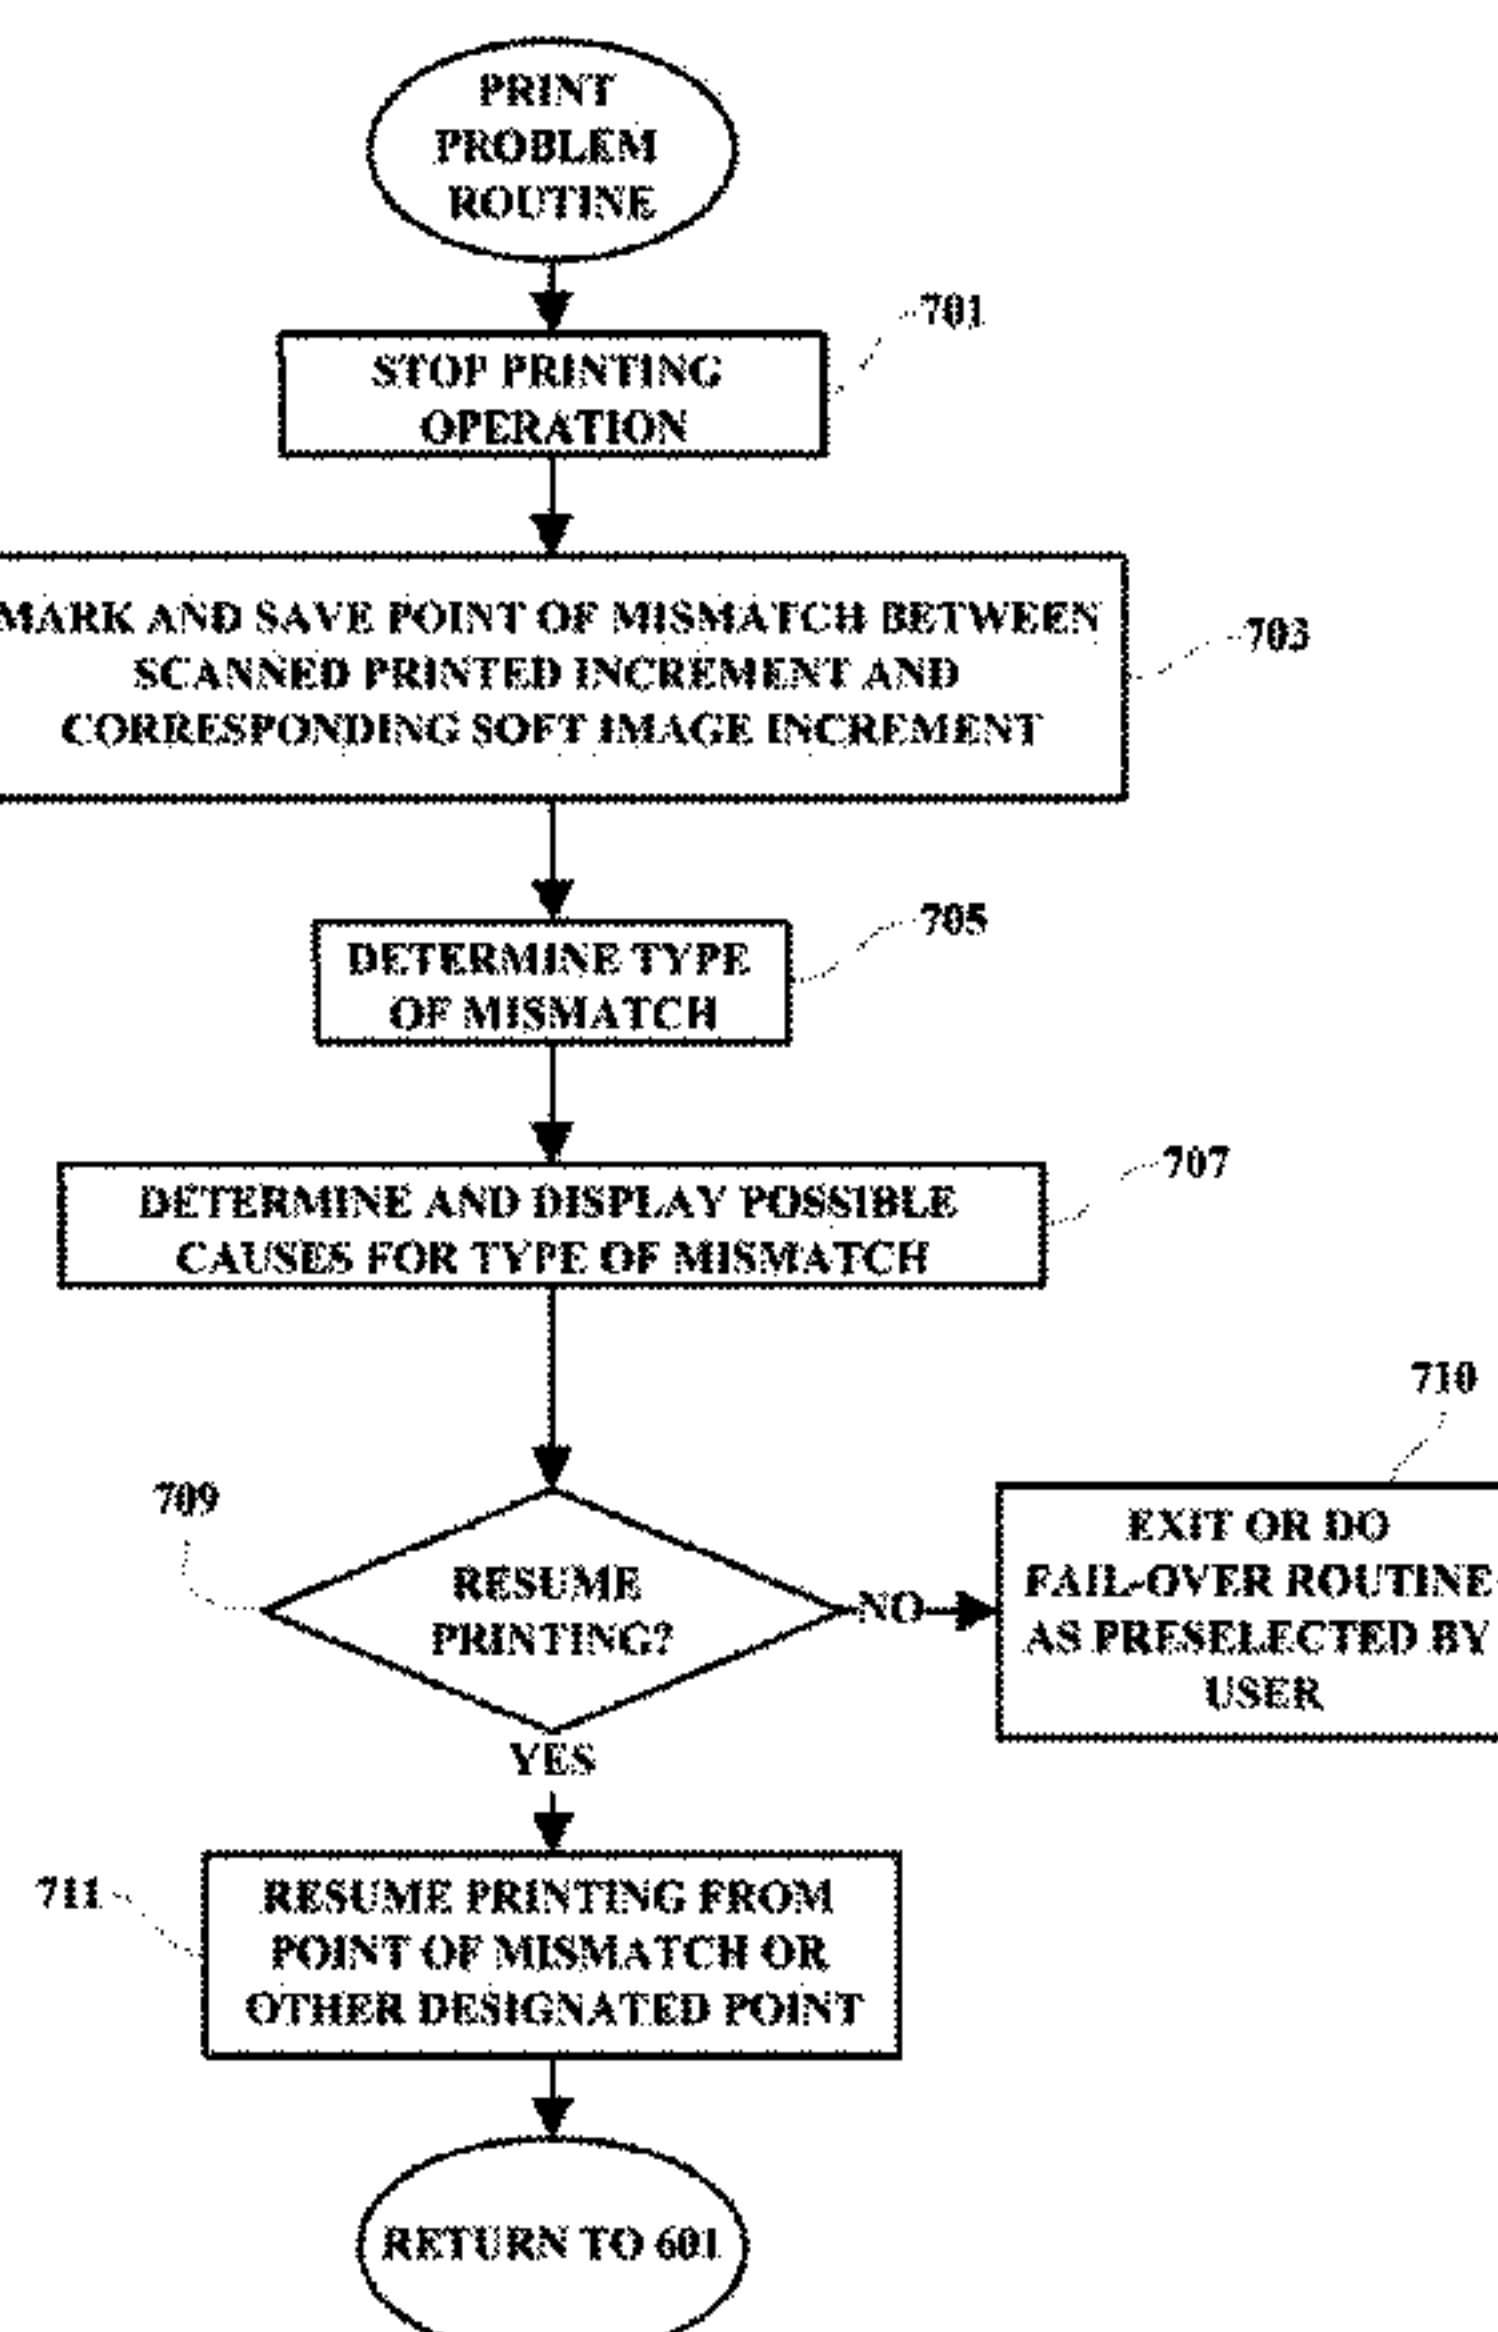 PRINT
PROBLEM
ROUTINE
701
STOP PRINTING
OPERATION
MARK AND SAVE POINT OF MISMATCH BETWEEN
SCANNED PRINTED INCREMENT AND
CORRESPONDING SOFT IMAGE INCREMENT
703
705
DETERMINE TYPE
OF MISMATCH
707
DETERMINE AND DISPLAY POSSIBLE
CAUSES FOR TYPE OF MISMATCH
710
709
RESUME
PRINTING?
NO
EXIT OR DO
FAIL-OVER ROUTINE
AS PRESELECTED BY
USER
YES
711
RESUME PRINTING FROM
POINT OF MISMATCH OR
OTHER DESIGNATED POINT
RETURN TO 601